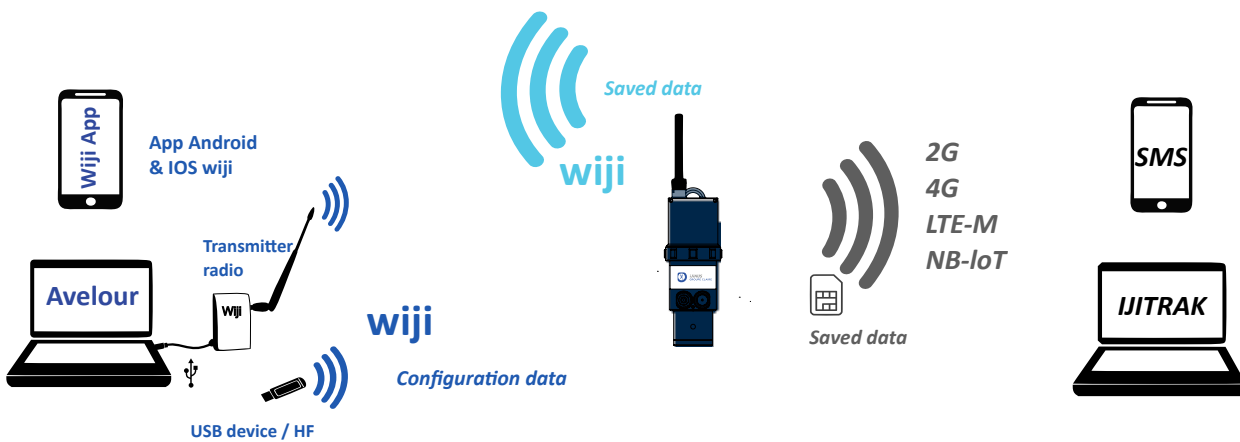 Wiji App
App Android
& IOS wiji
Transmitter
radio
Avelour
Wiji
wiji
Configuration data
USB device / HF
Saved data
wiji
2G
4G
LTE-M
NB-IoT
Saved data
SMS
IJITRAK